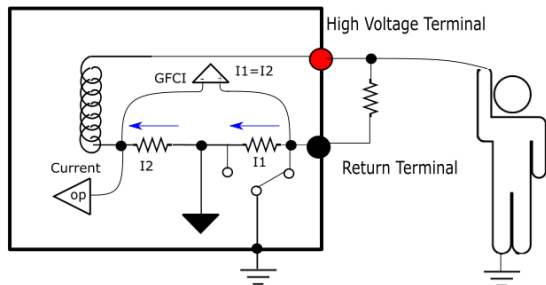 High Voltage Terminal
GFCI
I1=I2
- -
Current
I2
I1
Return Terminal
op